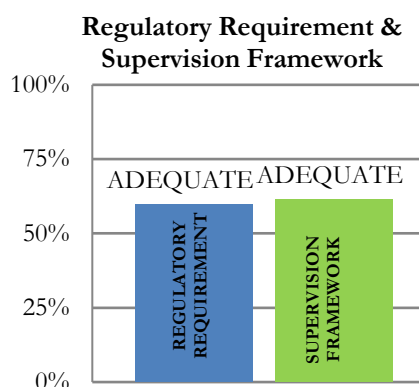 Regulatory Requirement &
Supervision Framework
100%
75%
ADEQUATE ADEQUATE
50%
REGULATORY
REQUIREMENT
SUPERVISION
FRAMEWORK
25%
0%